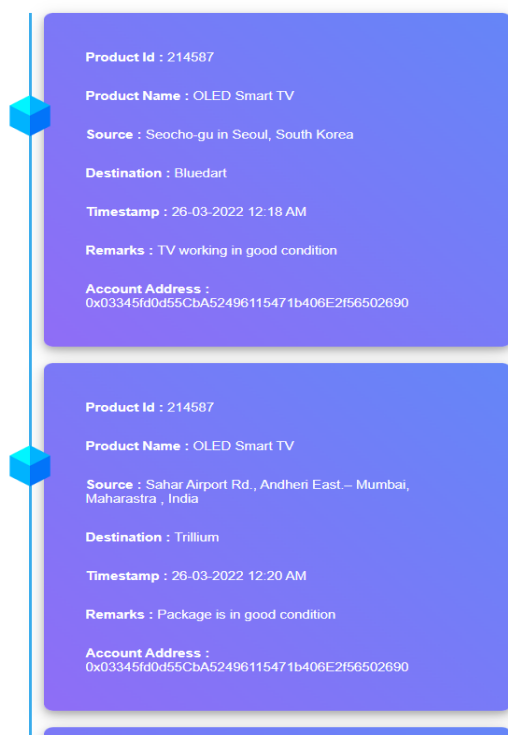 Product Id : 214587
Product Name : OLED Smart TV
Source : Seocho-gu in Seoul, South Korea
Destination : Bluedart
Timestamp : 26-03-2022 12:18 AM
Remarks : TV working in good condition
Account Address :
0x03345fd0d55CbA52496115471b406E2f56502690
Product Id : 214587
Product Name : OLED Smart TV
Source : Sahar Airport Rd., Andheri East.– Mumbai,
Maharastra , India
Destination : Trillium
Timestamp : 26-03-2022 12:20 AM
Remarks : Package is in good condition
Account Address :
0x03345fd0d55CbA52496115471b406E2f56502690